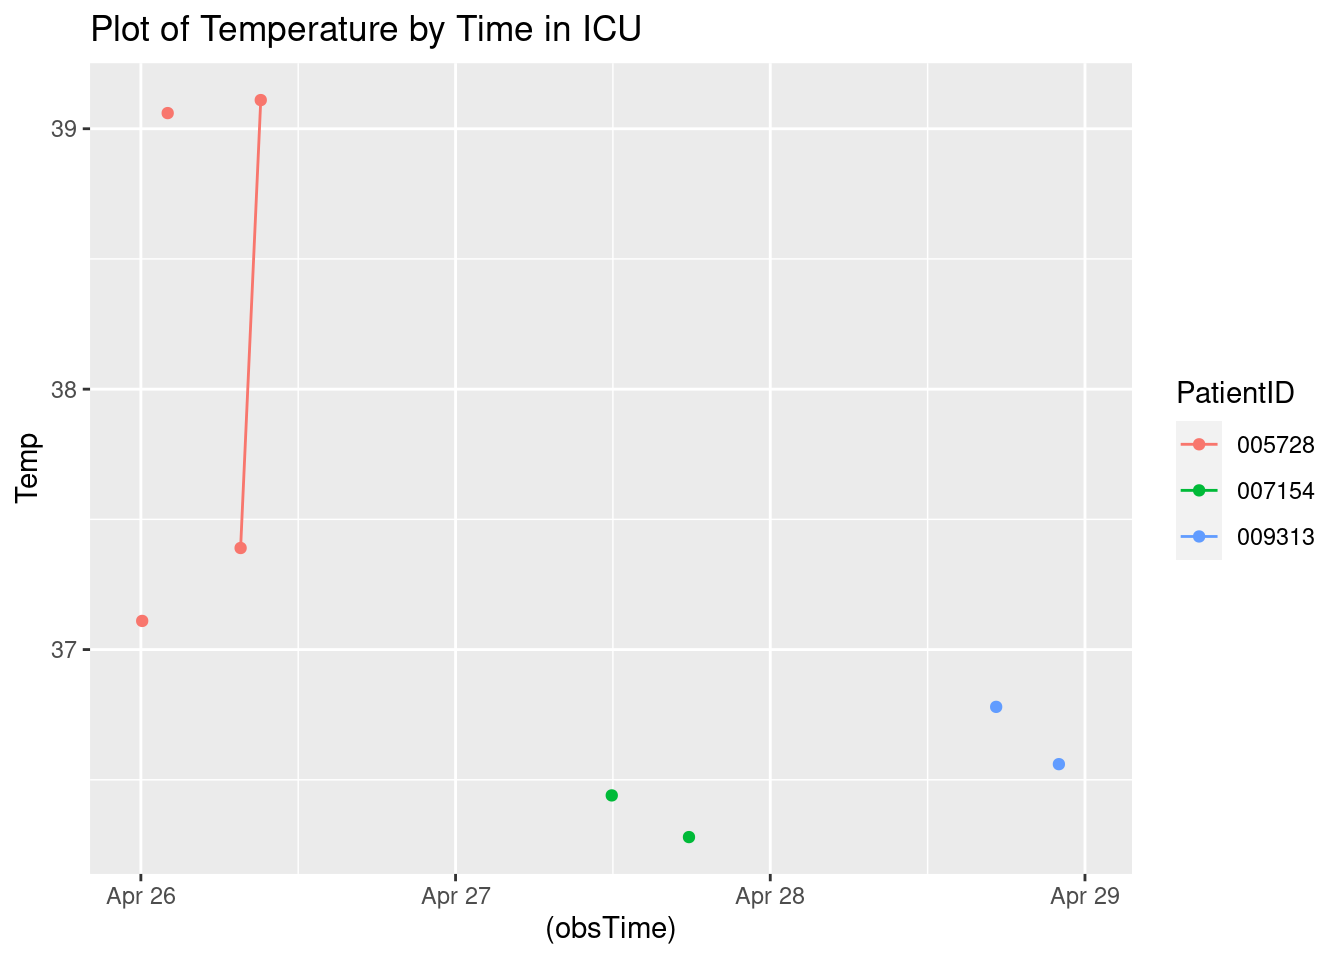 Plot of Temperature by Time in ICU
39
38
37
Temp
Apr 26
Apr 27
Apr 28
Apr 29
(obsTime)
PatientID
005728
007154
009313